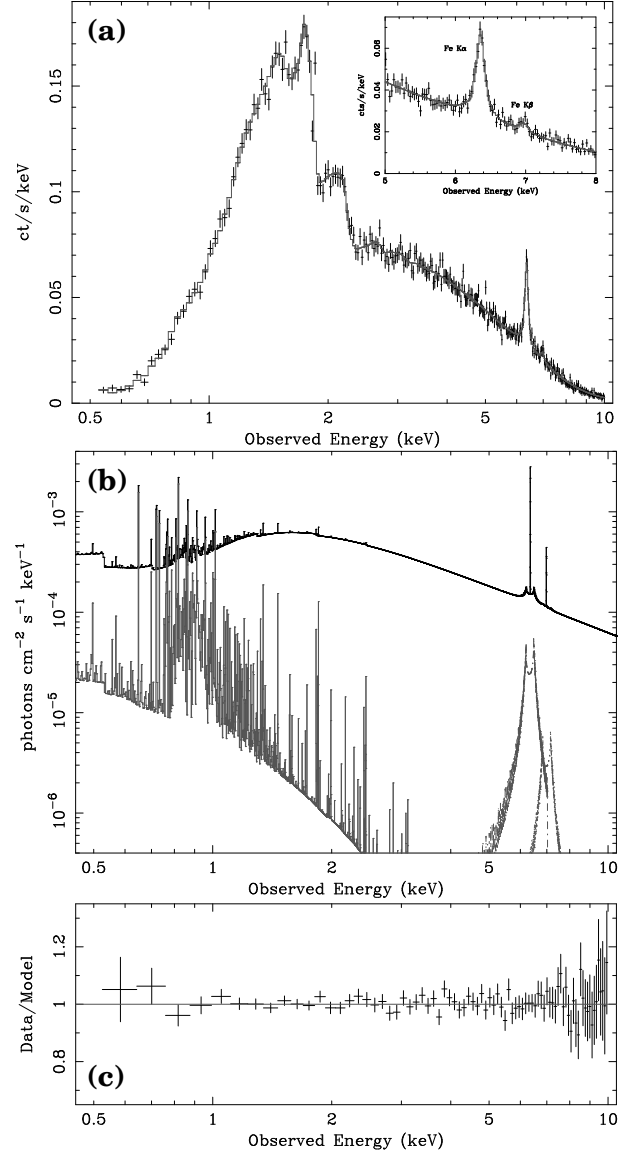 (a)
ct/s/keV
0.15
0.1
0.05
0
0.5
1
2
5
10
Observed Energy (keV)
Fe Kα
Fe Kβ
cts/s/keV
0.06
0.04
0.02
0
5
6
7
8
Observed Energy (keV)
(b)
photons cm⁻² s⁻¹ keV⁻¹
10⁻³
10⁻⁴
10⁻⁵
10⁻⁶
0.5
1
2
5
10
Observed Energy (keV)
(c)
Data/Model
1.2
1
0.8
0.5
1
2
5
10
Observed Energy (keV)